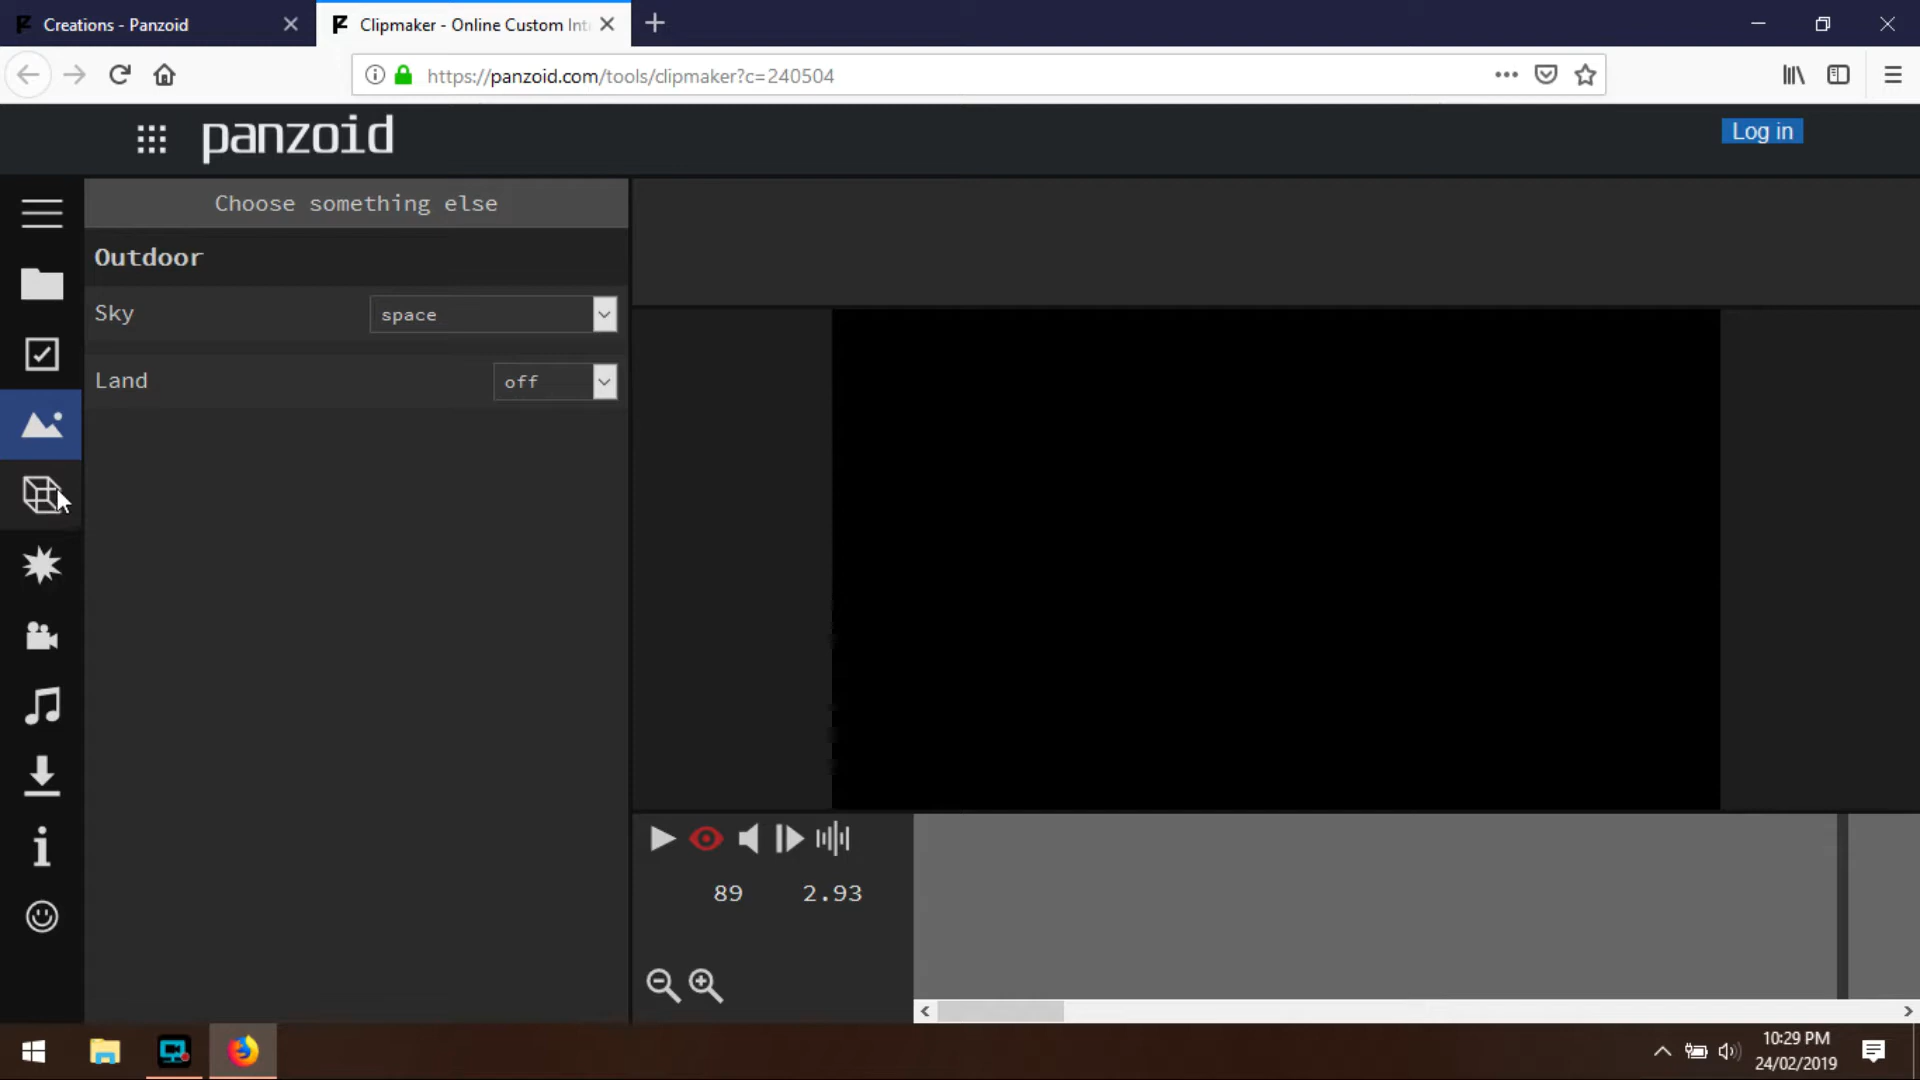 Creations - Panzoid
Clipmaker - Online Custom Int
https://panzoid.com/tools/clipmaker?c=240504
panzoid
Log in
Choose something else
Outdoor
Sky
space
Land
off
89
2.93
10:29 PM
24/02/2019